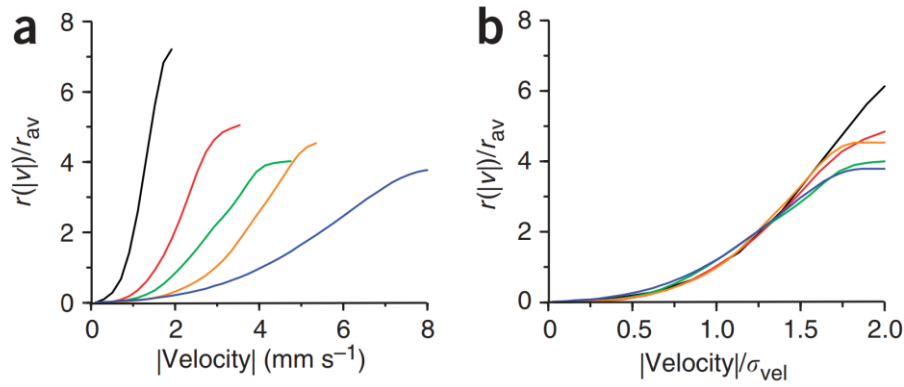 a
r(|v|)/r_av
8
6
4
2
0
0 2 4 6 8
|Velocity| (mm s⁻¹)
b
r(|v|)/r_av
8
6
4
2
0
0 0.5 1.0 1.5 2.0
|Velocity|/σ_vel